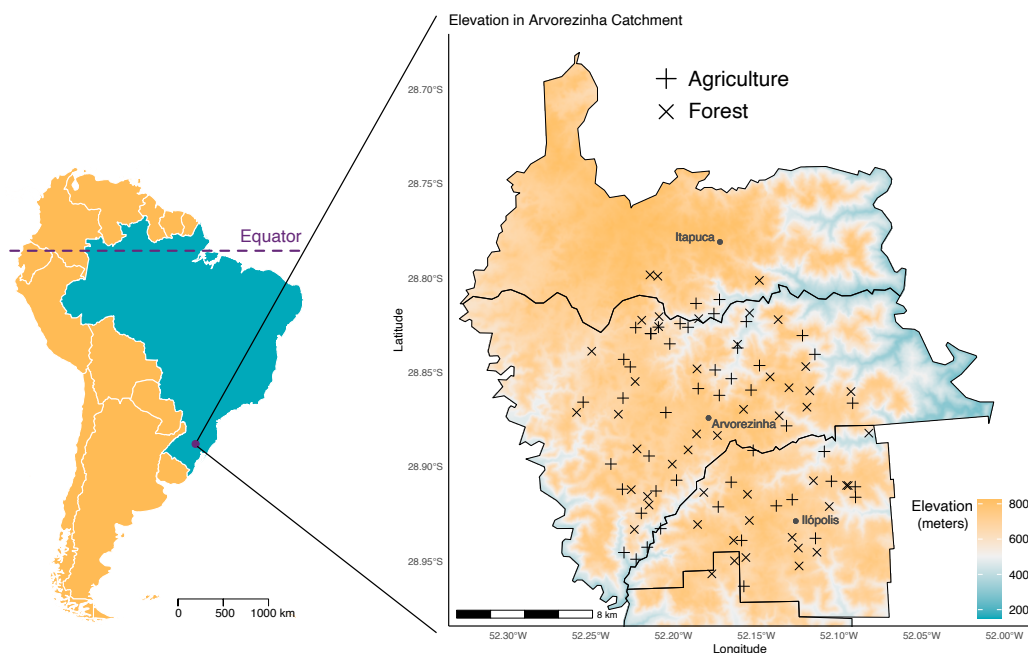 Elevation in Arvorezinha Catchment
Agriculture
Forest
28.70°S
28.75°S
28.80°S
28.85°S
28.90°S
28.95°S
Latitude
Equator
Itapuca
Arvorezinha
Ilópolis
Elevation
(meters)
800
600
400
200
0 500 1000 km
8 km
52.30°W 52.25°W 52.20°W 52.15°W 52.10°W 52.05°W 52.00°W
Longitude